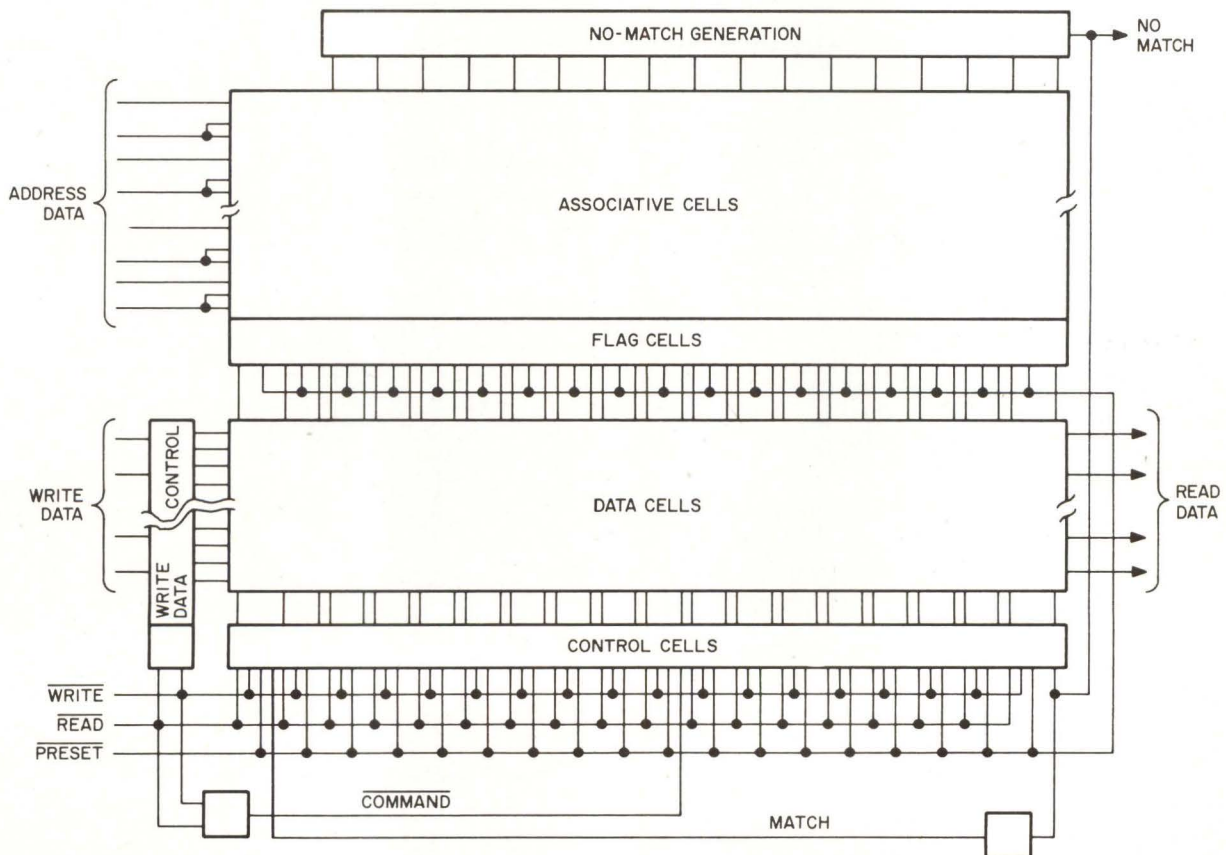 NO-MATCH GENERATION
NO
MATCH
ADDRESS
DATA
ASSOCIATIVE CELLS
FLAG CELLS
WRITE
DATA
WRITE DATA CONTROL
DATA CELLS
READ
DATA
CONTROL CELLS
WRITE
READ
PRESET
COMMAND
MATCH